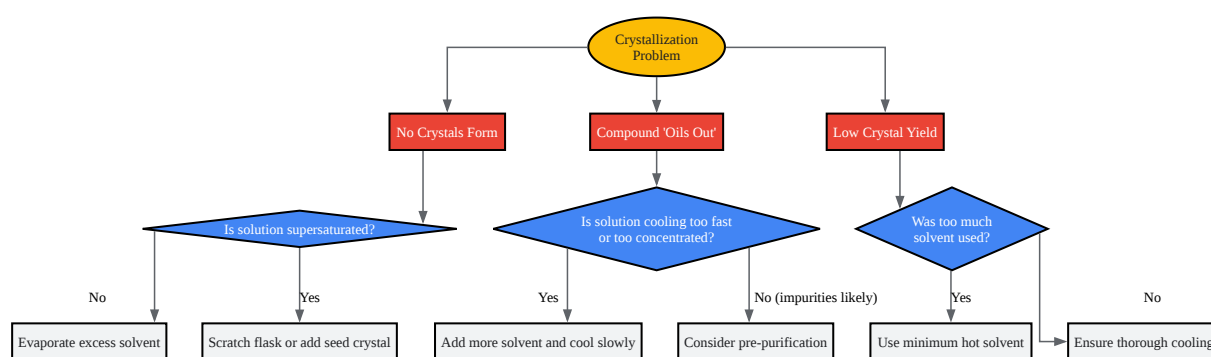 Crystallization
Problem
No Crystals Form
Compound 'Oils Out'
Low Crystal Yield
Is solution supersaturated?
Is solution cooling too fast
or too concentrated?
Was too much
solvent used?
No
Yes
Yes
No (impurities likely)
Yes
No
Evaporate excess solvent
Scratch flask or add seed crystal
Add more solvent and cool slowly
Consider pre-purification
Use minimum hot solvent
Ensure thorough cooling